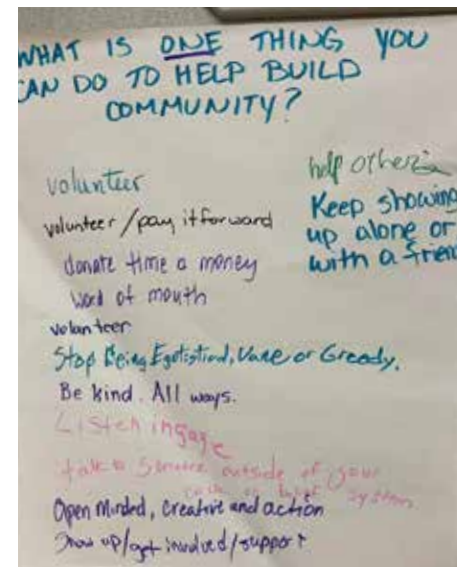 WHAT IS ONE THING YOU
CAN DO TO HELP BUILD
COMMUNITY?
volunteer
volunteer/pay it forward
donate time o money
Word of mouth
volunteer
Stop Being Egotistical, Vane or Greedy.
Be kind. All ways.
Listen ingage
talk to Someone outside of your
system
Open Minded, creative and action
Show up/get involved/support
help others
Keep showing
up alone or
with a friend